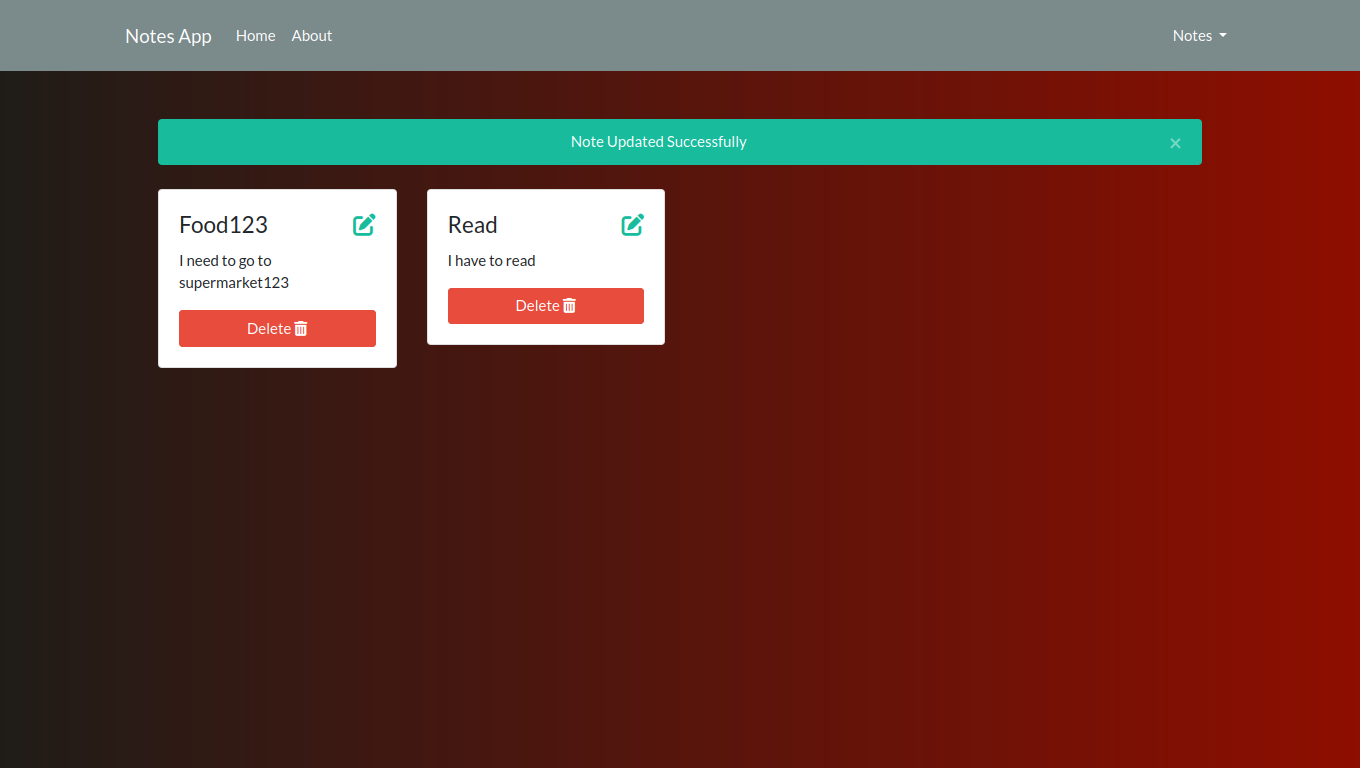 Notes App Home About Notes
Note Updated Successfully ×
Food123
I need to go to
supermarket123
Delete
Read
I have to read
Delete